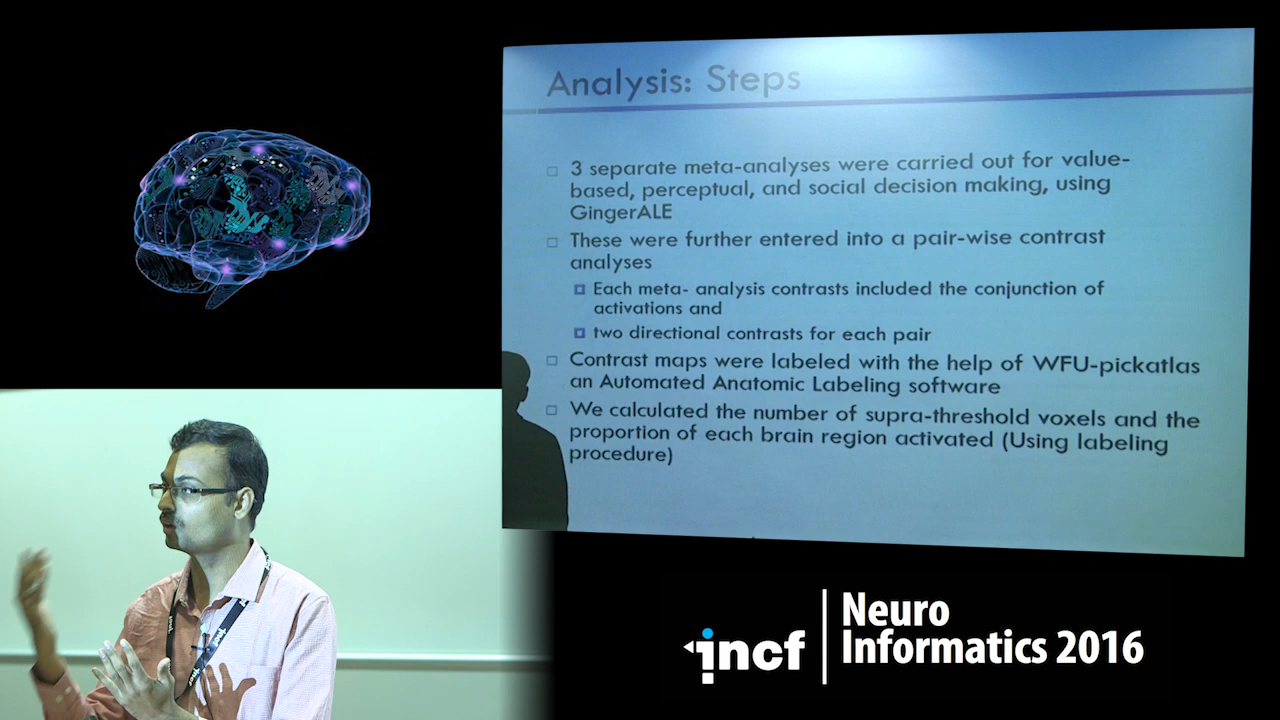 Analysis: Steps
3 separate meta-analyses were carried out for value-
based, perceptual, and social decision making, using
GingerALE
These were further entered into a pair-wise contrast
analyses
Each meta- analysis contrasts included the conjunction of
activations and
two directional contrasts for each pair
Contrast maps were labeled with the help of WFU-pickatlas
an Automated Anatomic Labeling software
We calculated the number of supra-threshold voxels and the
proportion of each brain region activated (Using labeling
procedure)
incf
Neuro
Informatics 2016